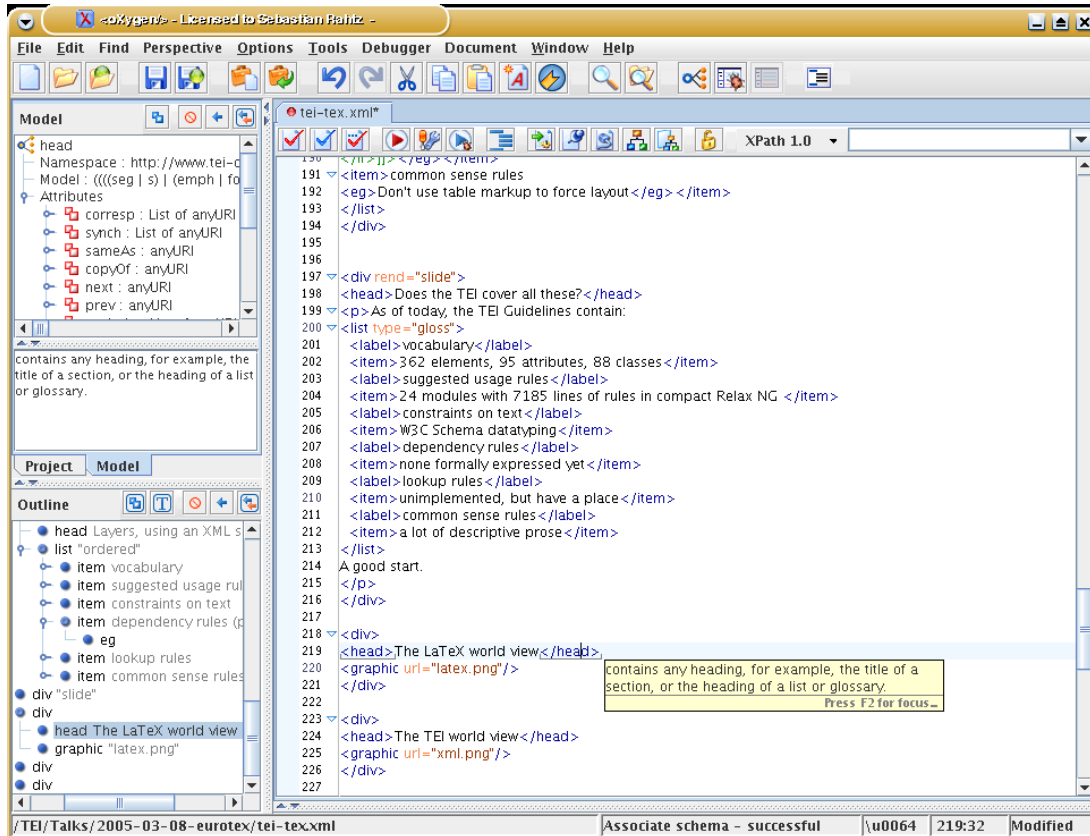 <oXygen/> - Licensed to Sebastian Rahtz -
File Edit Find Perspective Options Tools Debugger Document Window Help
Model
head
Namespace : http://www.tei-c
Model : ((((seg | s) | (emph | fo
Attributes
corresp : List of anyURI
synch : List of anyURI
sameAs : anyURI
copyOf : anyURI
next : anyURI
prev : anyURI
contains any heading, for example, the
title of a section, or the heading of a list
or glossary.
Project Model
Outline
head Layers, using an XML s
list "ordered"
item vocabulary
item suggested usage rul
item constraints on text
item dependency rules (p
eg
item lookup rules
item common sense rules
div "slide"
div
head The LaTeX world view
graphic "latex.png"
div
div
tei-tex.xml*
XPath 1.0
190 </fr>]]></eg></item>
191 <item>common sense rules
192 <eg>Don't use table markup to force layout</eg></item>
193 </list>
194 </div>
195
196
197 <div rend="slide">
198 <head>Does the TEI cover all these?</head>
199 <p>As of today, the TEI Guidelines contain:
200 <list type="gloss">
201 <label>vocabulary</label>
202 <item>362 elements, 95 attributes, 88 classes</item>
203 <label>suggested usage rules</label>
204 <item>24 modules with 7185 lines of rules in compact Relax NG </item>
205 <label>constraints on text</label>
206 <item>W3C Schema datatyping</item>
207 <label>dependency rules</label>
208 <item>none formally expressed yet</item>
209 <label>lookup rules</label>
210 <item>unimplemented, but have a place</item>
211 <label>common sense rules</label>
212 <item>a lot of descriptive prose</item>
213 </list>
214 A good start.
215 </p>
216 </div>
217
218 <div>
219 <head>The LaTeX world view</head>
220 <graphic url="latex.png"/>
221 </div>
222
223 <div>
224 <head>The TEI world view</head>
225 <graphic url="xml.png"/>
226 </div>
227
contains any heading, for example, the title of a
section, or the heading of a list or glossary.
Press F2 for focus
/TEI/Talks/2005-03-08-eurotex/tei-tex.xml Associate schema - successful \u0064 219:32 Modified